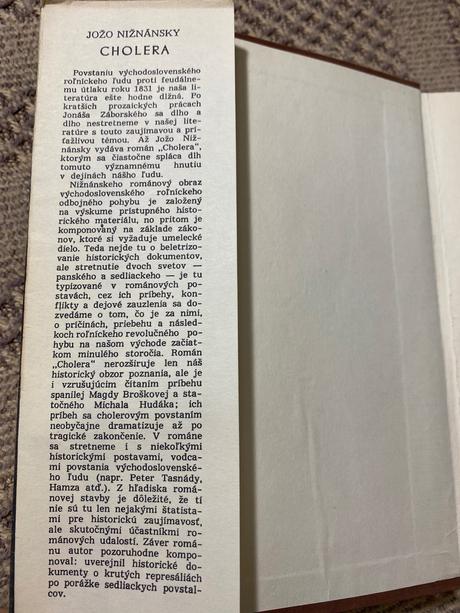 JOŽO NIŽNÁNSKY
CHOLERA
Povstaniu východoslovenského
roľníckeho ľudu proti feudálne-
mu útlaku roku 1831 je naša li-
teratúra ešte hodne dlžná. Po
kratších prozaických prácach
Jonáša Záborského sa dlho a
dlho nestretneme v našej lite-
ratúre s touto zaujímavou a prí-
ťažlivou témou. Až Jožo Niž-
nánsky vydáva román „Cholera",
ktorým sa čiastočne spláca dlh
tomuto významnému hnutiu
v dejinách nášho ľudu.
Nižnánskeho románový obraz
východoslovenského roľníckeho
odbojného pohybu je založený
na výskume prístupného histo-
rického materiálu, no pritom je
komponovaný na základe záko-
nov, ktoré si vyžaduje umelecké
dielo. Teda nejde tu o beletrizo-
vanie historických dokumentov,
ale stretnutie dvoch svetov —
panského a sedliackeho — je tu
typizované v románových po-
stavách, cez ich príbehy, kon-
flikty a dejové zauzlenia sa do-
zvedáme o tom, čo je za nimi,
o príčinách, priebehu a násled-
koch roľníckeho revolučného po-
hybu na našom východe začiat-
kom minulého storočia. Román
„Cholera" nerozširuje len náš
historický obzor poznania, ale je
i vzrušujúcim čítaním príbehu
spanilej Magdy Broškovej a sta-
točného Michala Hudáka; ich
príbeh sa cholerovým povstaním
neobyčajne dramatizuje až po
tragické zakončenie. V románe
sa stretneme i s niekoľkými
historickými postavami, vodca-
mi povstania východoslovenské-
ho ľudu (napr. Peter Tasnády,
Hamza atď.). Z hľadiska romá-
novej stavby je dôležité, že tí
nie sú tu len nejakými štatista-
mi pre historickú zaujímavosť,
ale skutočnými účastníkmi ro-
mánových udalostí. Záver romá-
nu autor pozoruhodne kompo-
noval: uverejnil historické do-
kumenty o krutých represáliách
po porážke sedliackych povstal-
cov.